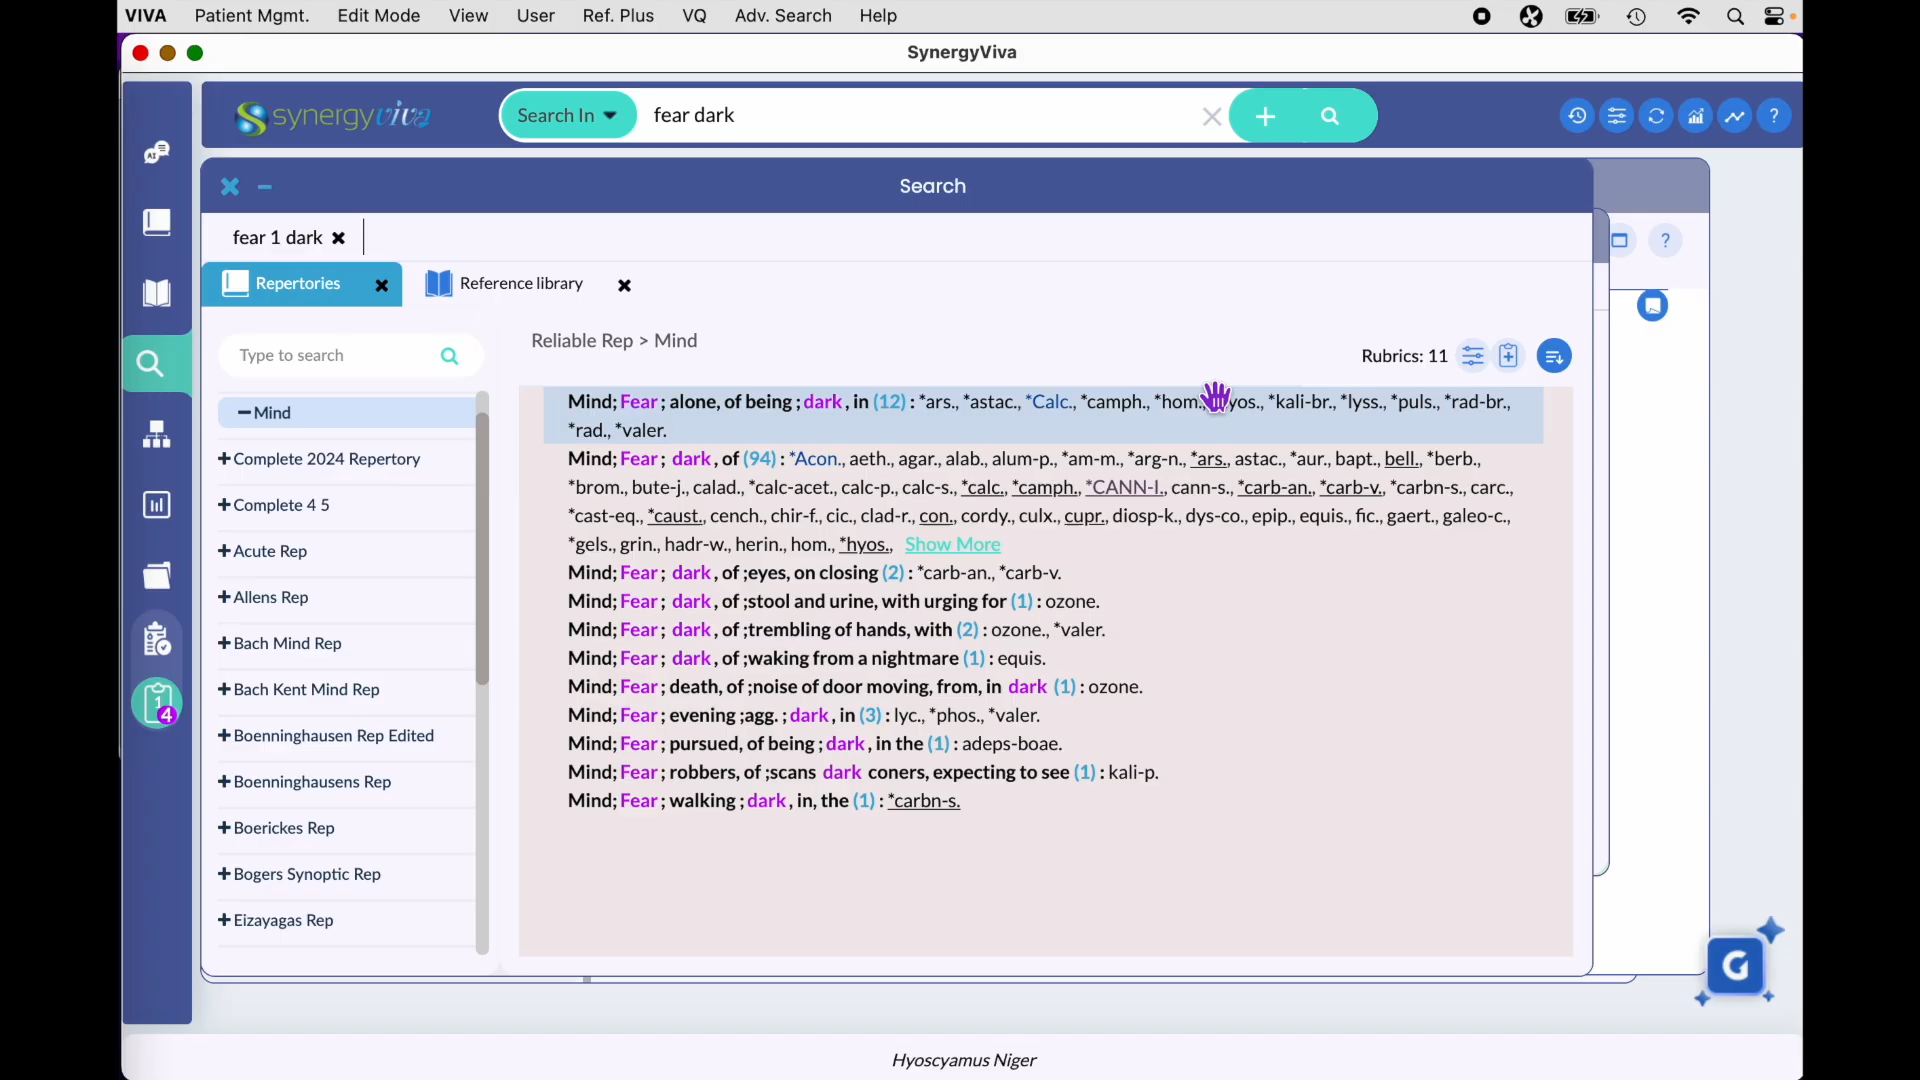 VIVA Patient Mgmt. Edit Mode View User Ref. Plus VQ Adv. Search Help
SynergyViva
synergyviva
Search In fear dark
?
Search
fear 1 dark
?
Repertories Reference library
Type to search
Reliable Rep > Mind
Rubrics: 11
Mind
Complete 2024 Repertory
Complete 4 5
Acute Rep
Allens Rep
Bach Mind Rep
Bach Kent Mind Rep
Boenninghausen Rep Edited
Boenninghausens Rep
Boerickes Rep
Bogers Synoptic Rep
Eizayagas Rep
Mind; Fear ; alone, of being ; dark , in (12) : *ars., *astac., *Calc., *camph., *hom., yos., *kali-br., *lyss., *puls., *rad-br.,
*rad., *valer.
Mind; Fear ; dark , of (94) : *Acon., aeth., agar., alab., alum-p., *am-m., *arg-n., *ars., astac., *aur., bapt., bell., *berb.,
*brom., bute-j., calad., *calc-acet., calc-p., calc-s., *calc., *camph., *CANN-I., cann-s., *carb-an., *carb-v., *carbn-s., carc.,
*cast-eq., *caust., cench., chir-f., cic., clad-r., con., cordy., culx., cupr., diosp-k., dys-co., epip., equis., fic., gaert., galeo-c.,
*gels., grin., hadr-w., herin., hom., *hyos., Show More
Mind; Fear ; dark , of ;eyes, on closing (2) : *carb-an., *carb-v.
Mind; Fear ; dark , of ;stool and urine, with urging for (1) : ozone.
Mind; Fear ; dark , of ;trembling of hands, with (2) : ozone., *valer.
Mind; Fear ; dark , of ;waking from a nightmare (1) : equis.
Mind; Fear ; death, of ;noise of door moving, from, in dark (1) : ozone.
Mind; Fear ; evening ;agg. ; dark , in (3) : lyc., *phos., *valer.
Mind; Fear ; pursued, of being ; dark , in the (1) : adeps-boae.
Mind; Fear ; robbers, of ;scans dark coners, expecting to see (1) : kali-p.
Mind; Fear ; walking ; dark , in, the (1) : *carbn-s.
AI
1
4
G
Hyoscyamus Niger